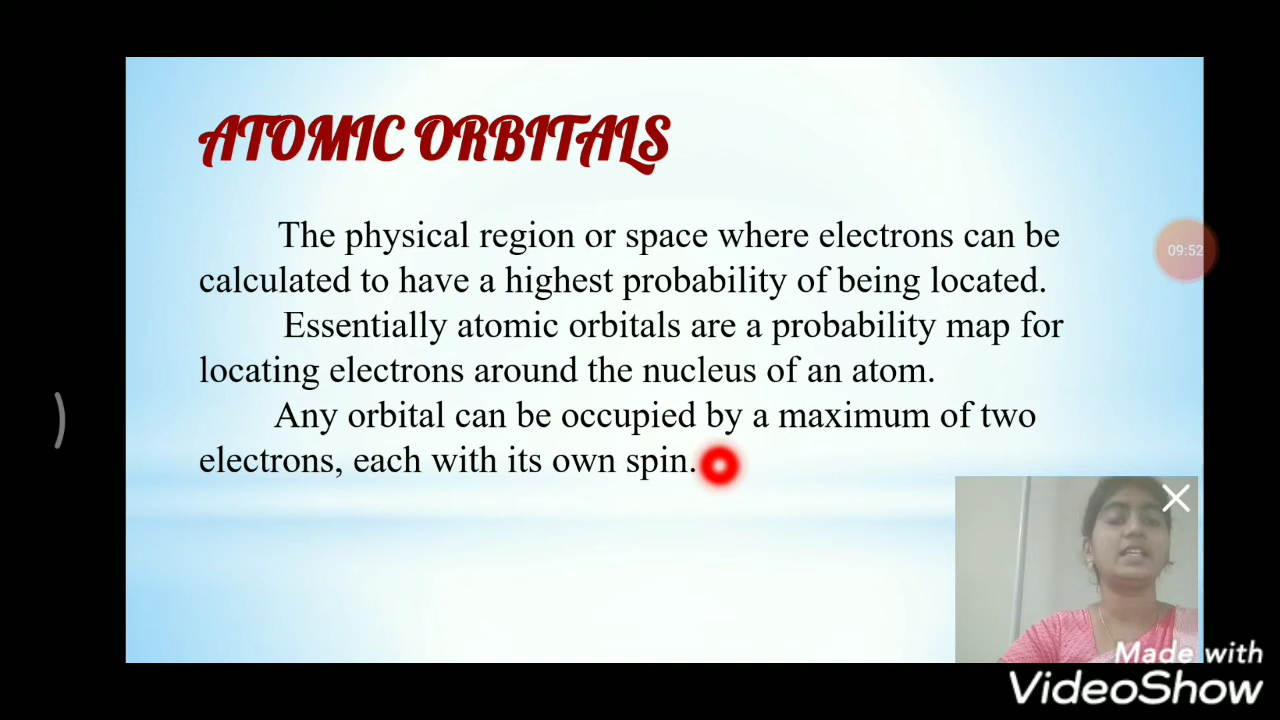 ATOMIC ORBITALS
The physical region or space where electrons can be
calculated to have a highest probability of being located.
Essentially atomic orbitals are a probability map for
locating electrons around the nucleus of an atom.
Any orbital can be occupied by a maximum of two
electrons, each with its own spin.
09:52
Made with
VideoShow